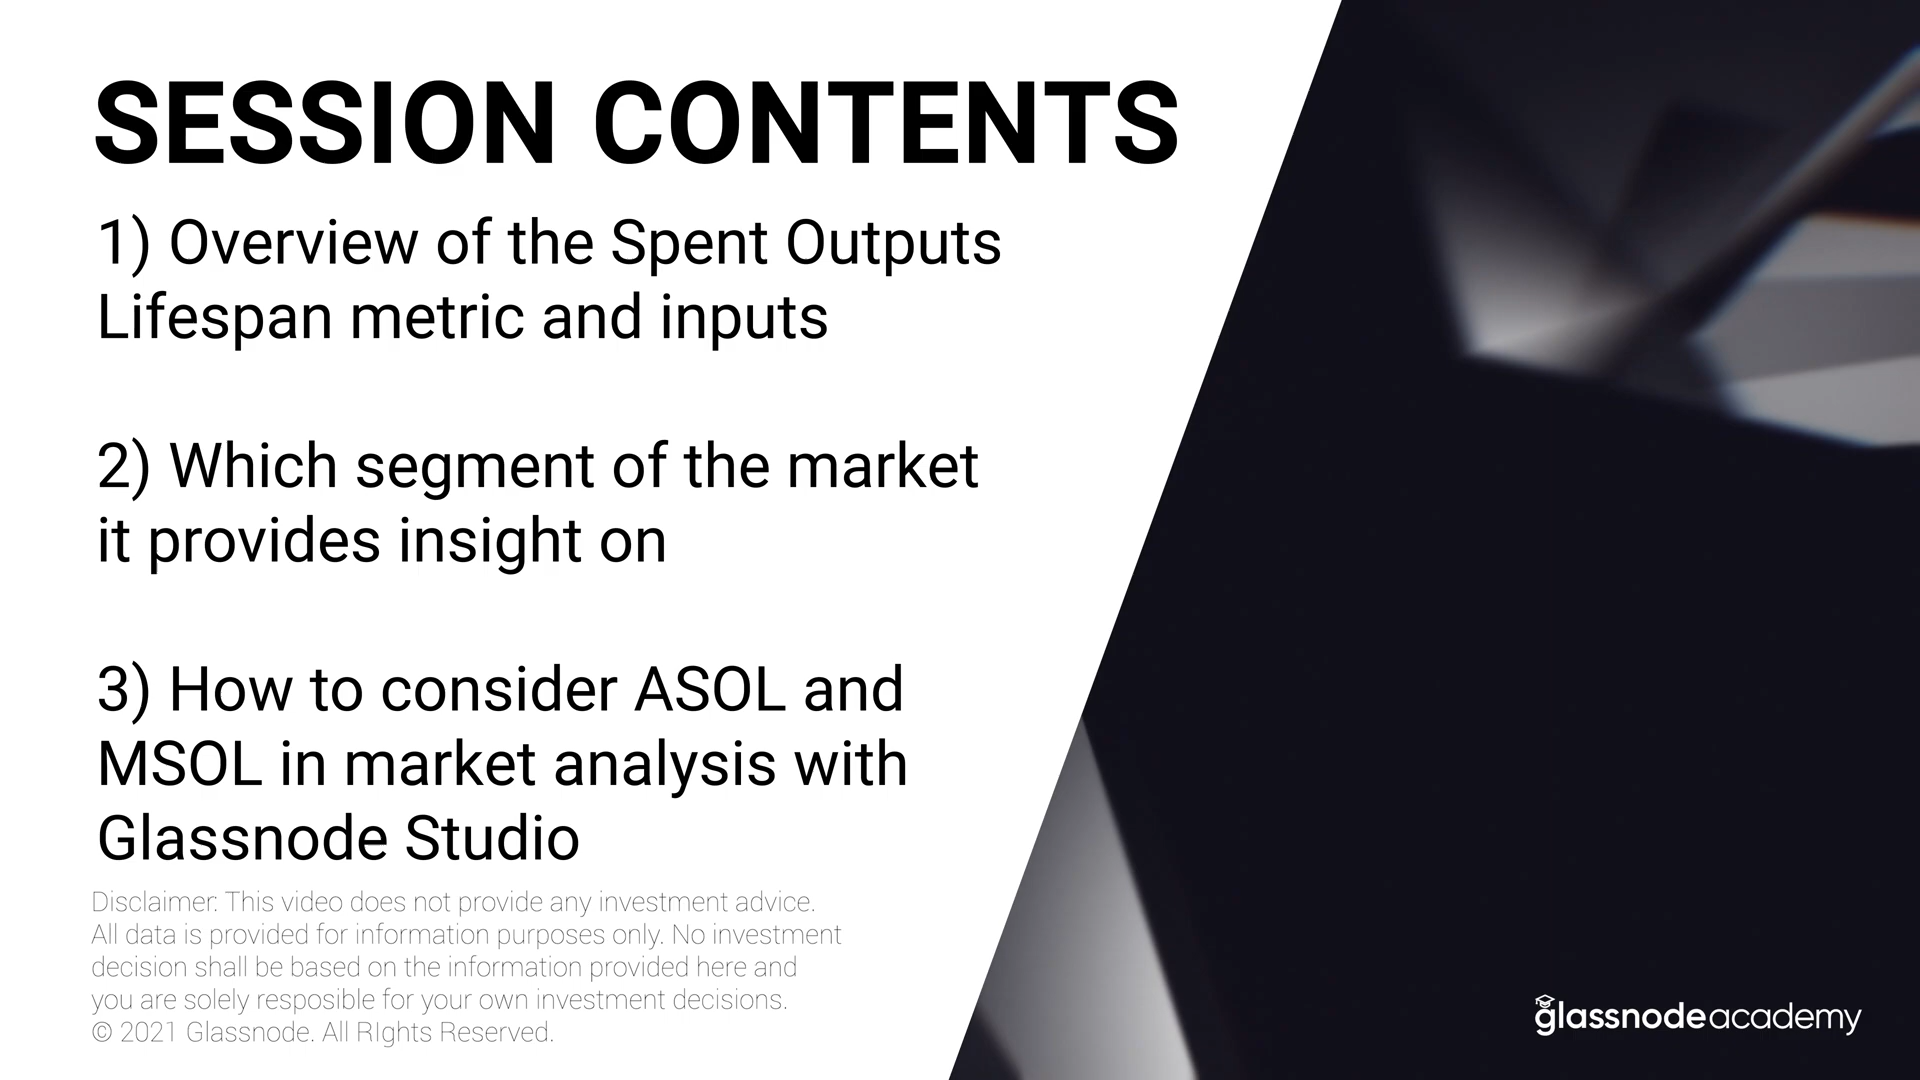 SESSION CONTENTS
1) Overview of the Spent Outputs
Lifespan metric and inputs
2) Which segment of the market
it provides insight on
3) How to consider ASOL and
MSOL in market analysis with
Glassnode Studio
Disclaimer: This video does not provide any investment advice.
All data is provided for information purposes only. No investment
decision shall be based on the information provided here and
you are solely resposible for your own investment decisions.
© 2021 Glassnode. All RIghts Reserved.
glassnodeacademy